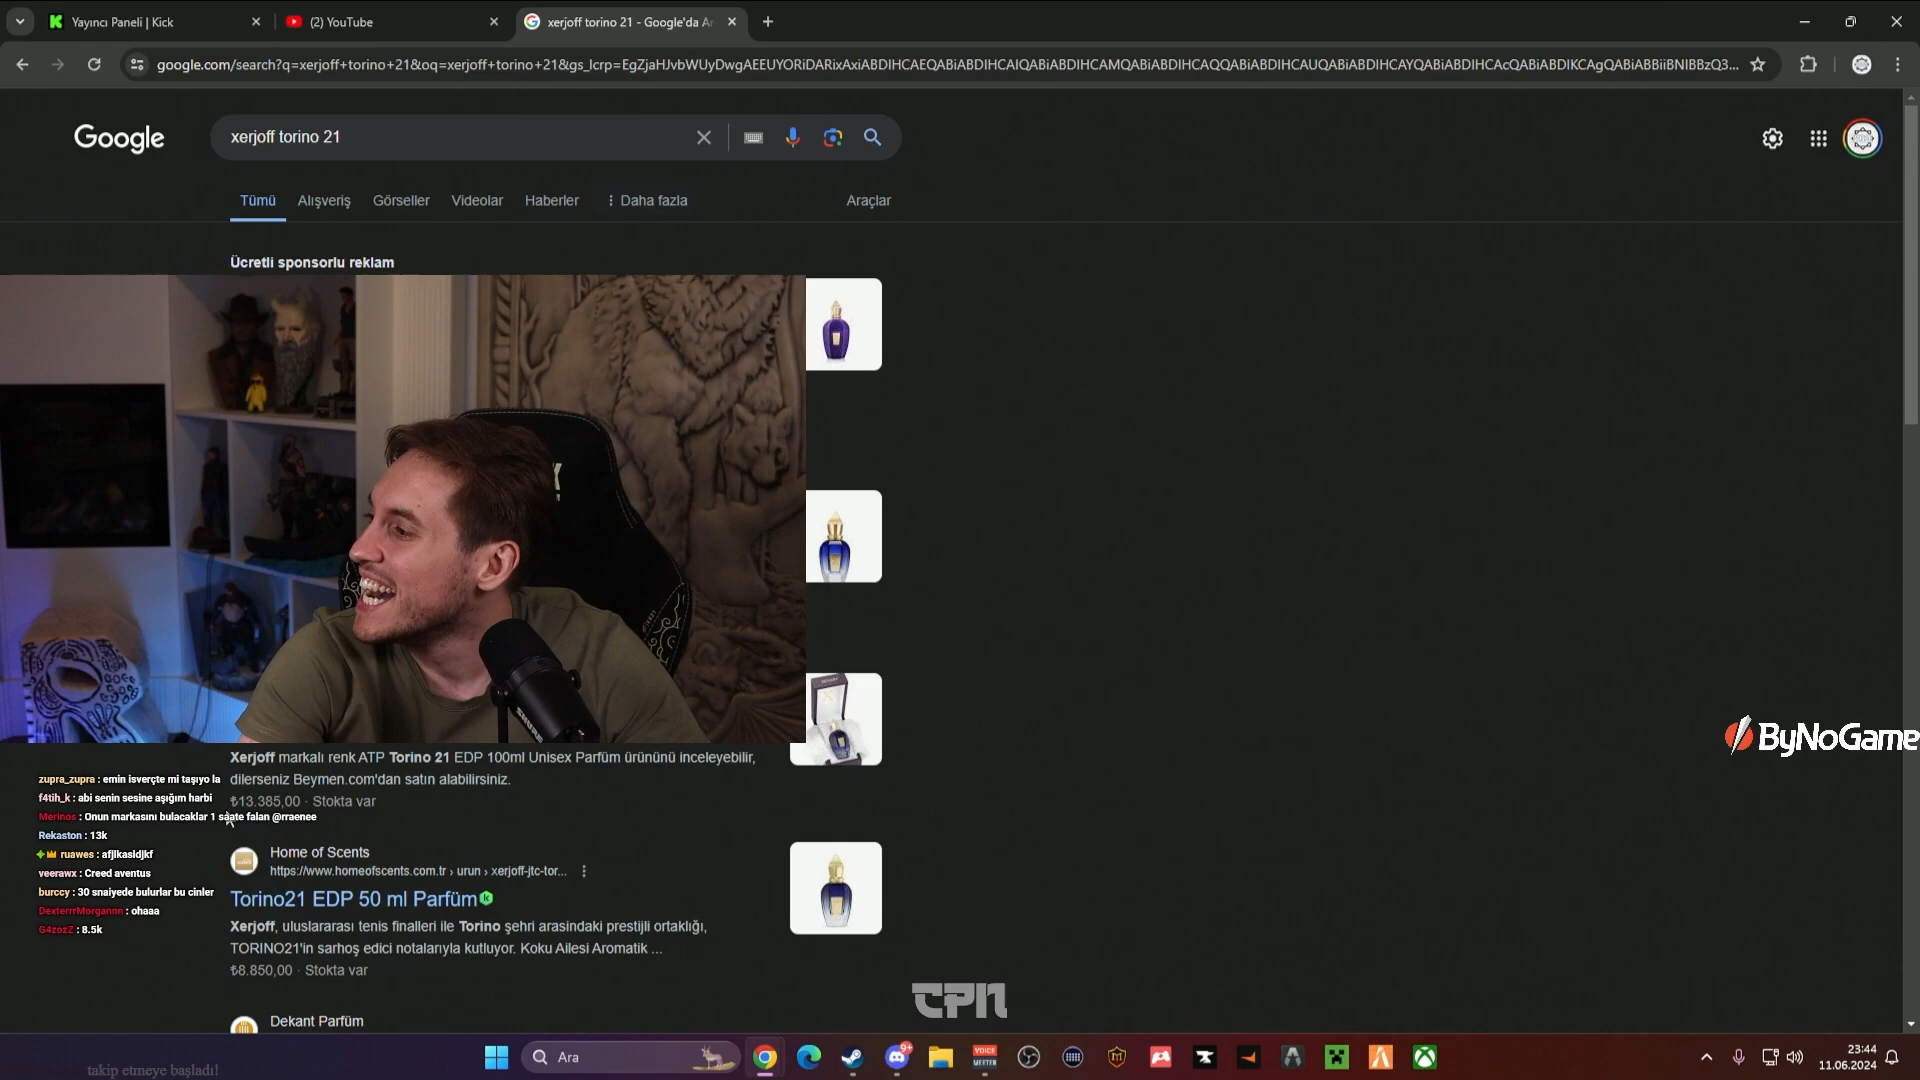 Yayıncı Paneli | Kick
(2) YouTube
xerjoff torino 21 - Google'da Ar
google.com/search?q=xerjoff+torino+21&oq=xerjoff+torino+21&gs_lcrp=
Google
xerjoff torino 21
Tümü
Alışveriş
Görseller
Videolar
Haberler
Daha fazla
Araçlar
Ücretli sponsorlu reklam
SHURE
Xerjoff markalı renk ATP Torino 21 EDP 100ml Unisex Parfüm ürününü inceleyebilir,
dilerseniz Beymen.com'dan satın alabilirsiniz.
₺13.385,00 · Stokta var
zupra_zupra : emin isverçte mi taşıyo la
f4tih_k : abi senin sesine aşığım harbi
Merinos : Onun markasını bulacaklar 1 saate falan @rraenee
Rekaston : 13k
ruawes : afjlkasldjkf
veerawx : Creed aventus
burccy : 30 snaiyede bulurlar bu cinler
DexterrrMorgannn : ohaaa
G4zozZ : 8.5k
Home of Scents
https://www.homeofscents.com.tr › urun › xerjoff-jtc-tor...
Torino21 EDP 50 ml Parfüm
Xerjoff, uluslararası tenis finalleri ile Torino şehri arasindaki prestijli ortaklığı,
TORINO21'in sarhoş edici notalarıyla kutluyor. Koku Ailesi Aromatik ...
₺8.850,00 · Stokta var
Dekant Parfüm
ByNoGame
CPN
takip etmeye başladı!
Ara
9+
VOICE
MEETER
23:44
11.06.2024